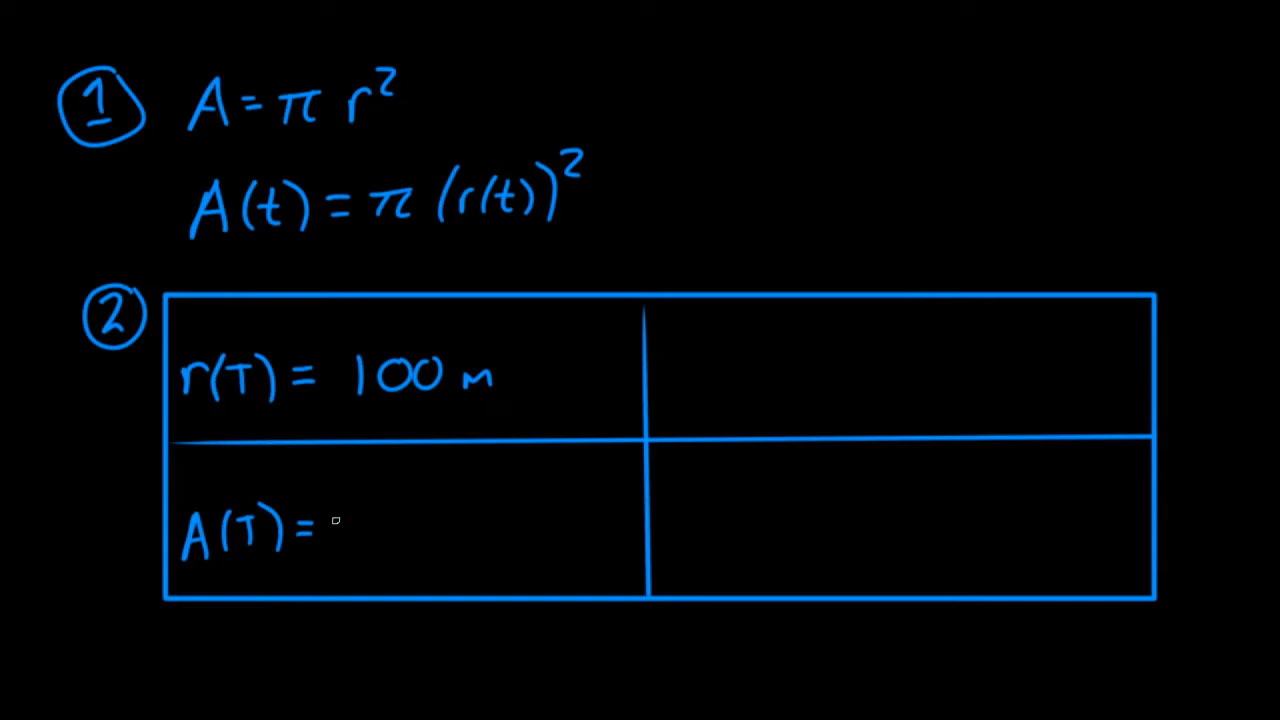 ① A = π r²
A(t) = π (r(t))²
②
r(T) = 100 m
A(T) =